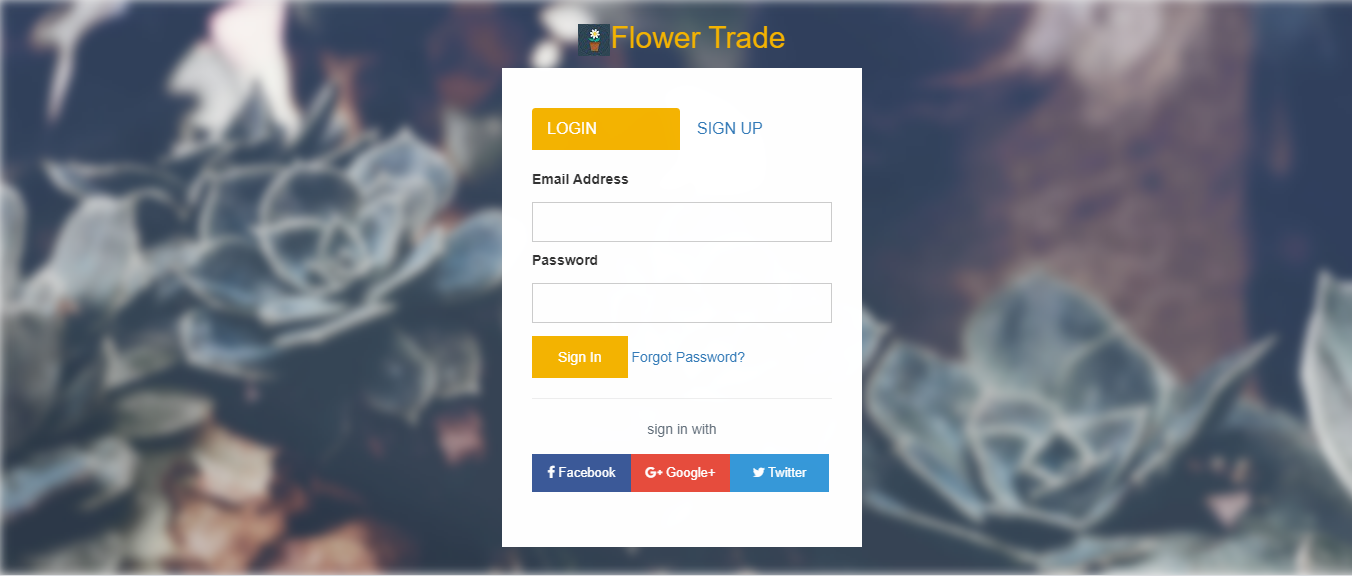 Flower Trade
LOGIN SIGN UP
Email Address
Password
Sign In Forgot Password?
sign in with
Facebook Google+ Twitter